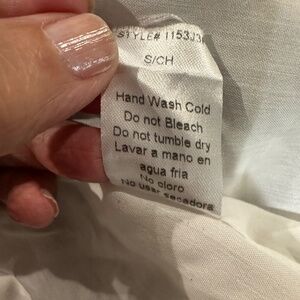 STYLE#
S/CH
Hand Wash Cold
Do not Bleach
Do not tumble dry
Lavar a mano en
agua fria
No cloro
No usar secadora